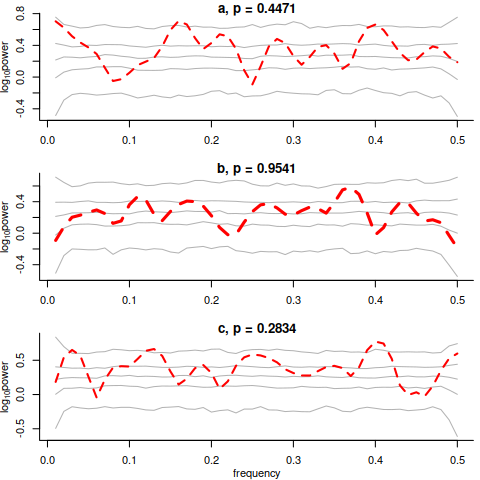 a, p = 0.4471
log₁₀power
0.8
0.4
0.0
-0.4
0.0 0.1 0.2 0.3 0.4 0.5
b, p = 0.9541
log₁₀power
0.4
0.0
-0.4
0.0 0.1 0.2 0.3 0.4 0.5
c, p = 0.2834
log₁₀power
0.5
0.0
-0.5
0.0 0.1 0.2 0.3 0.4 0.5
frequency